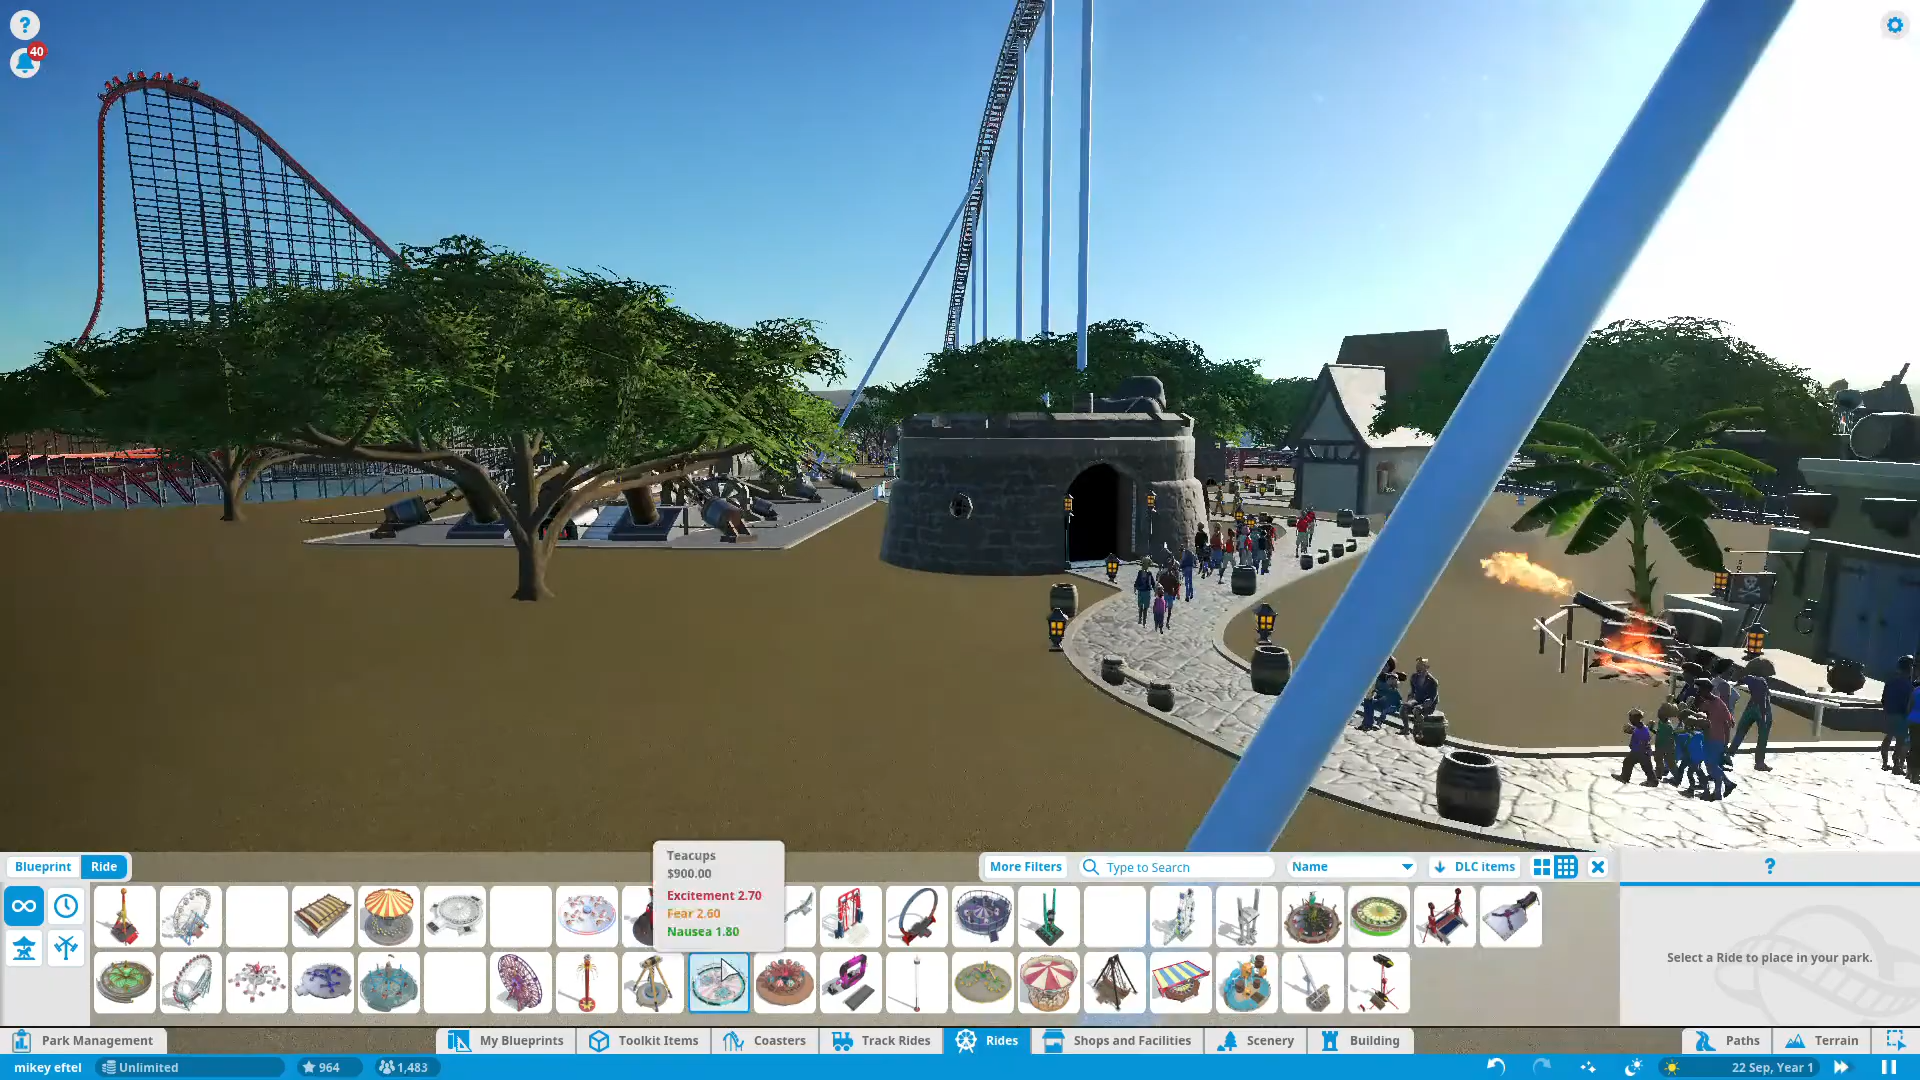 ?
40
Teacups
$900.00
Excitement 2.70
Fear 2.60
Nausea 1.80
Blueprint
Ride
More Filters
Type to Search
Name
DLC items
?
Select a Ride to place in your park.
Park Management
My Blueprints
Toolkit Items
Coasters
Track Rides
Rides
Shops and Facilities
Scenery
Building
Paths
Terrain
mikey eftel
Unlimited
964
1,483
22 Sep, Year 1